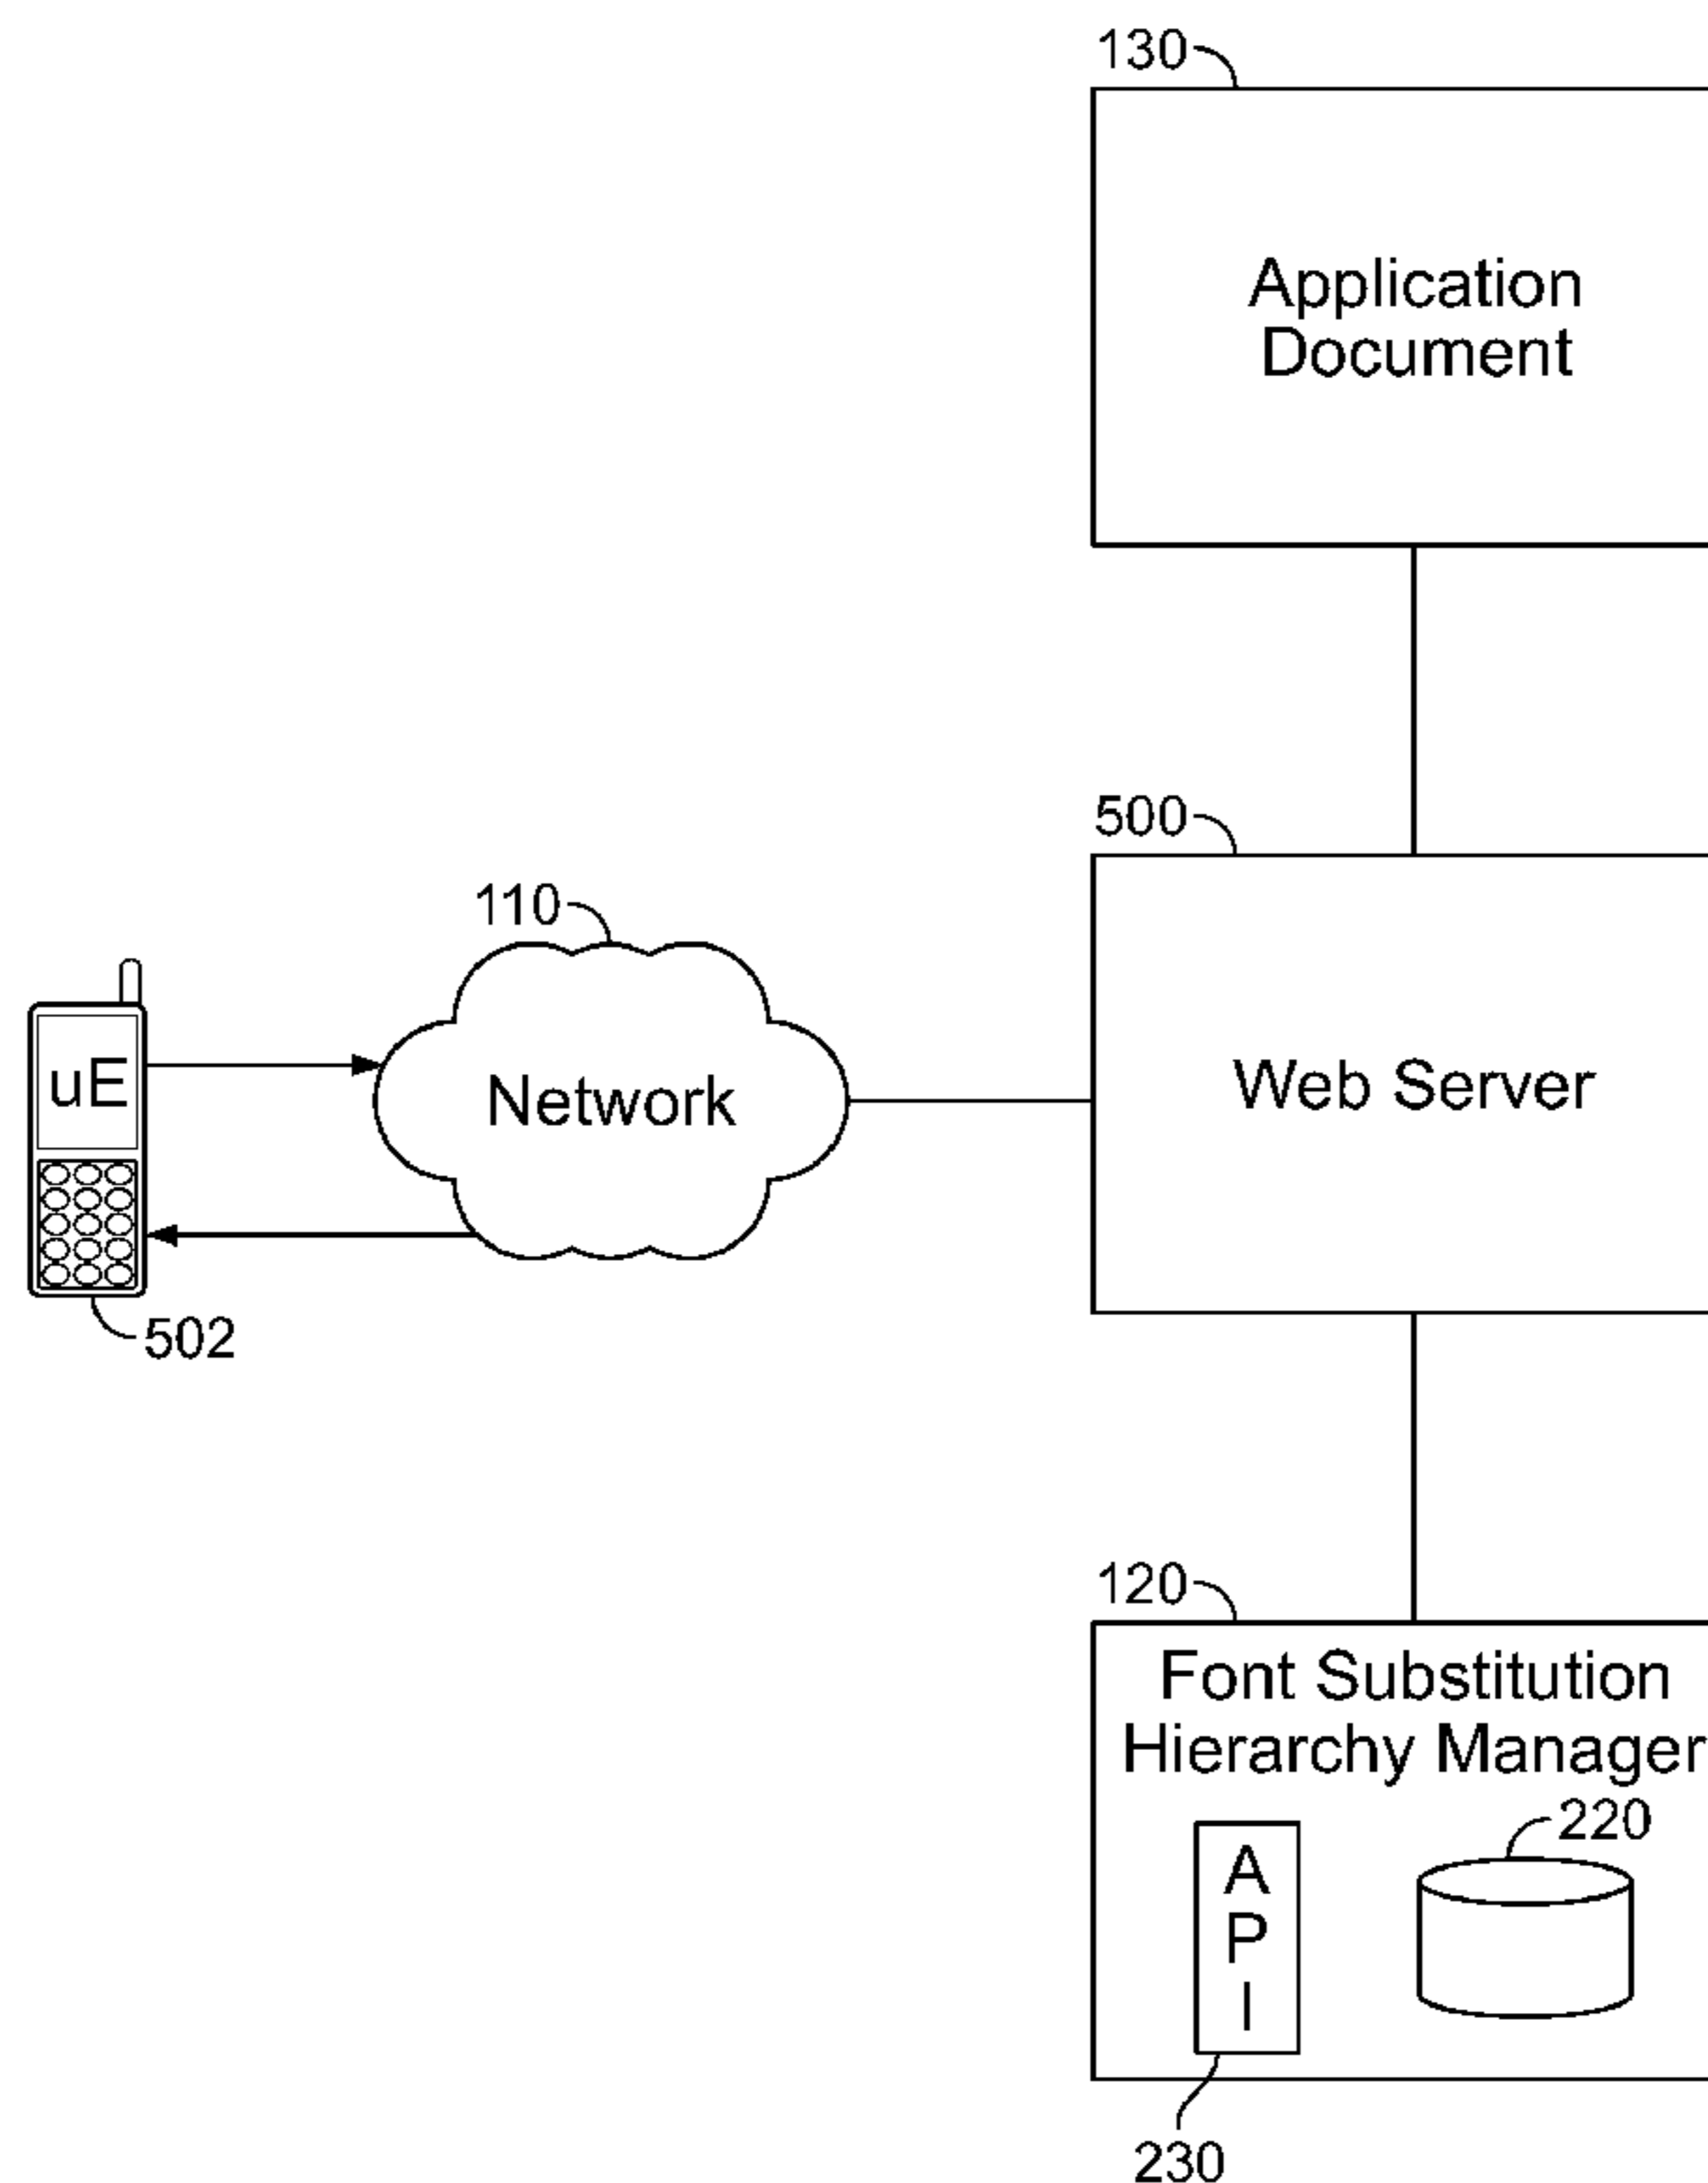 130
Application
Document
500
110
uE
Network
Web Server
502
120
Font Substitution
Hierarchy Manager
220
A
P
I
230